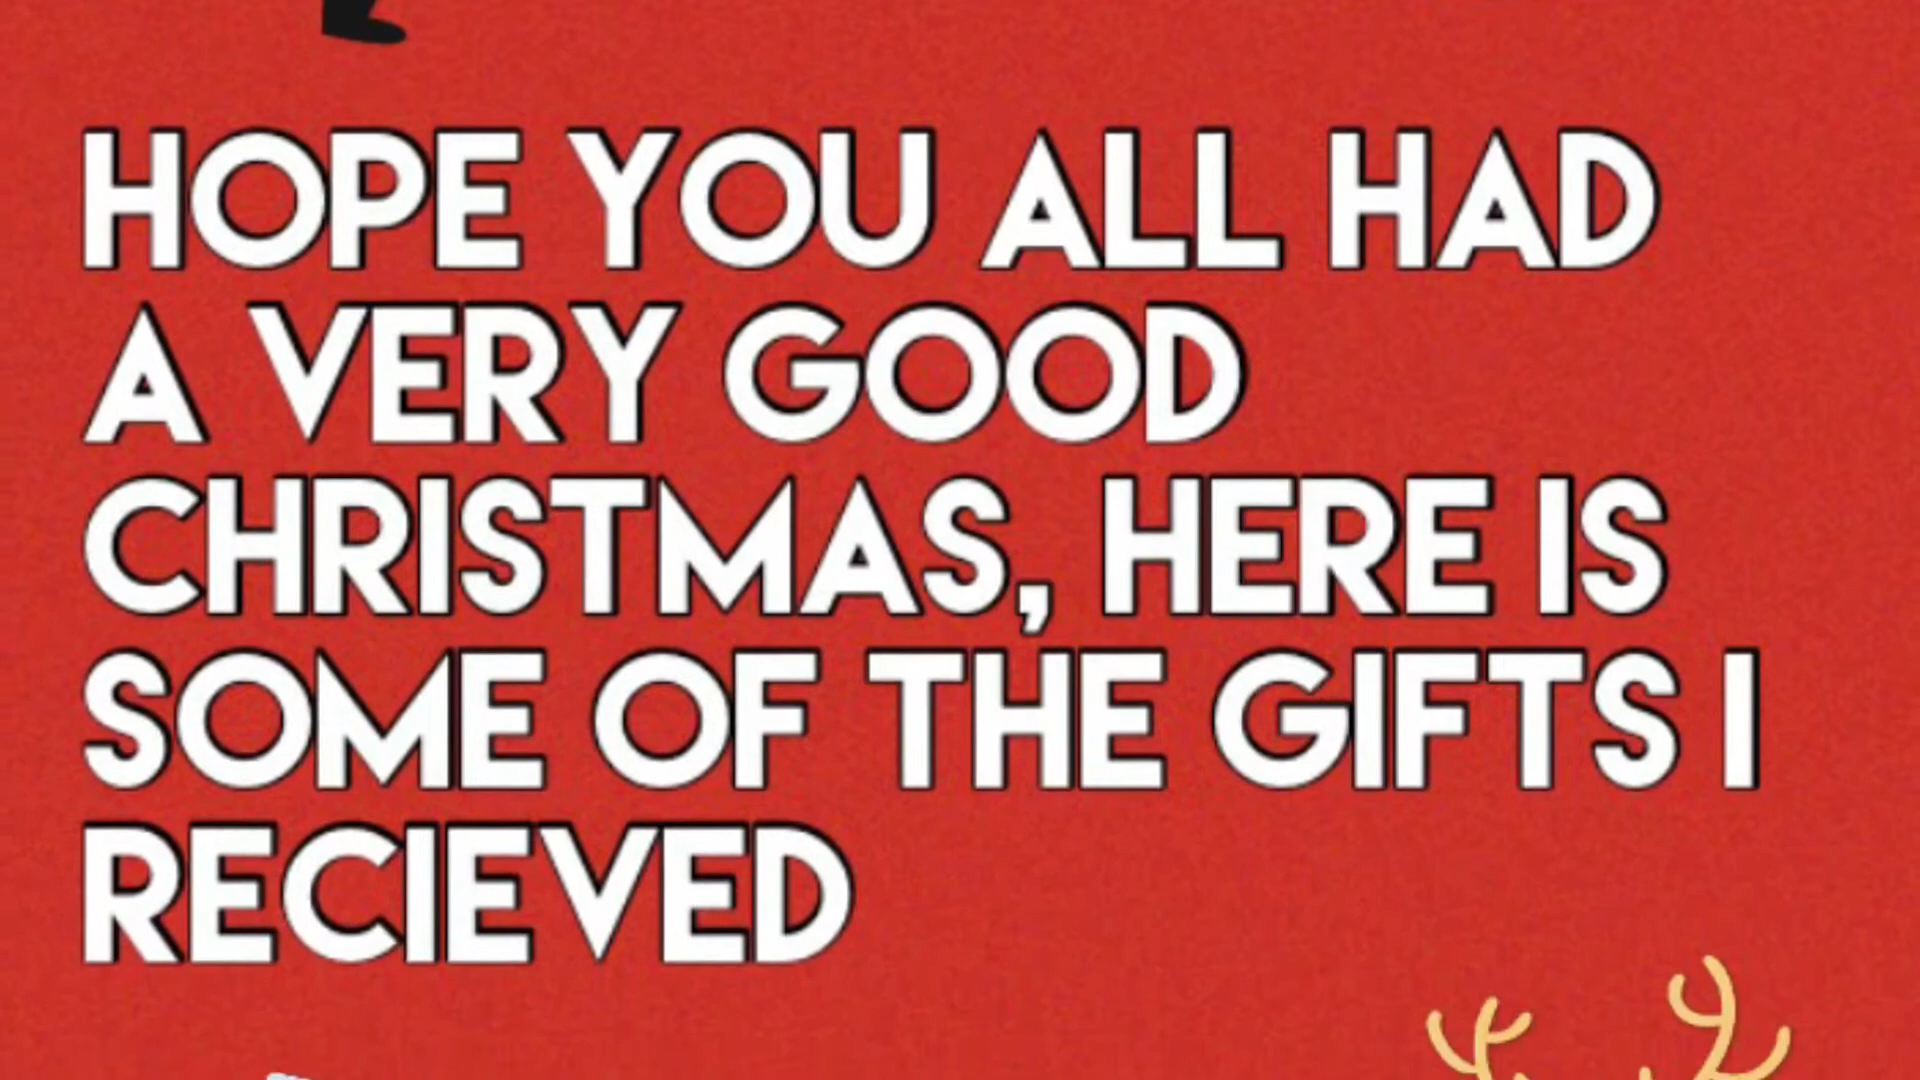 HOPE YOU ALL HAD
A VERY GOOD
CHRISTMAS, HERE IS
SOME OF THE GIFTS I
RECIEVED